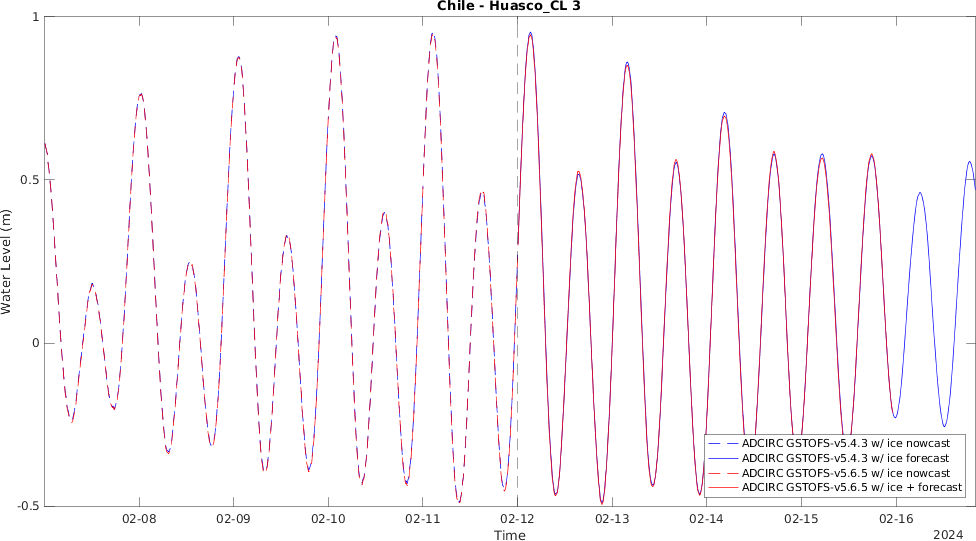 Chile - Huasco_CL 3
Water Level (m)
1
0.5
0
-0.5
ADCIRC GSTOFS-v5.4.3 w/ ice nowcast
ADCIRC GSTOFS-v5.4.3 w/ ice forecast
ADCIRC GSTOFS-v5.6.5 w/ ice nowcast
ADCIRC GSTOFS-v5.6.5 w/ ice + forecast
02-08 02-09 02-10 02-11 02-12 02-13 02-14 02-15 02-16
Time
2024